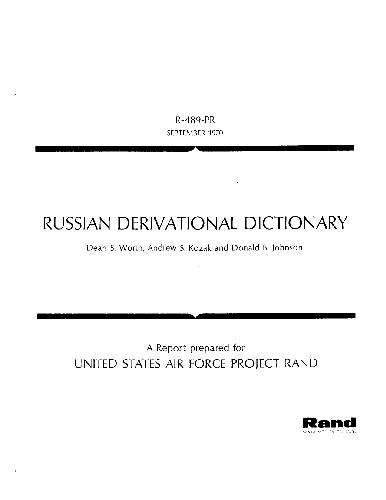 R-489-PR
SEPTEMBER 1970
RUSSIAN DERIVATIONAL DICTIONARY
Dean S. Worth, Andrew S. Kozak and Donald B. Johnson
A Report prepared for
UNITED STATES AIR FORCE PROJECT RAND
Rand